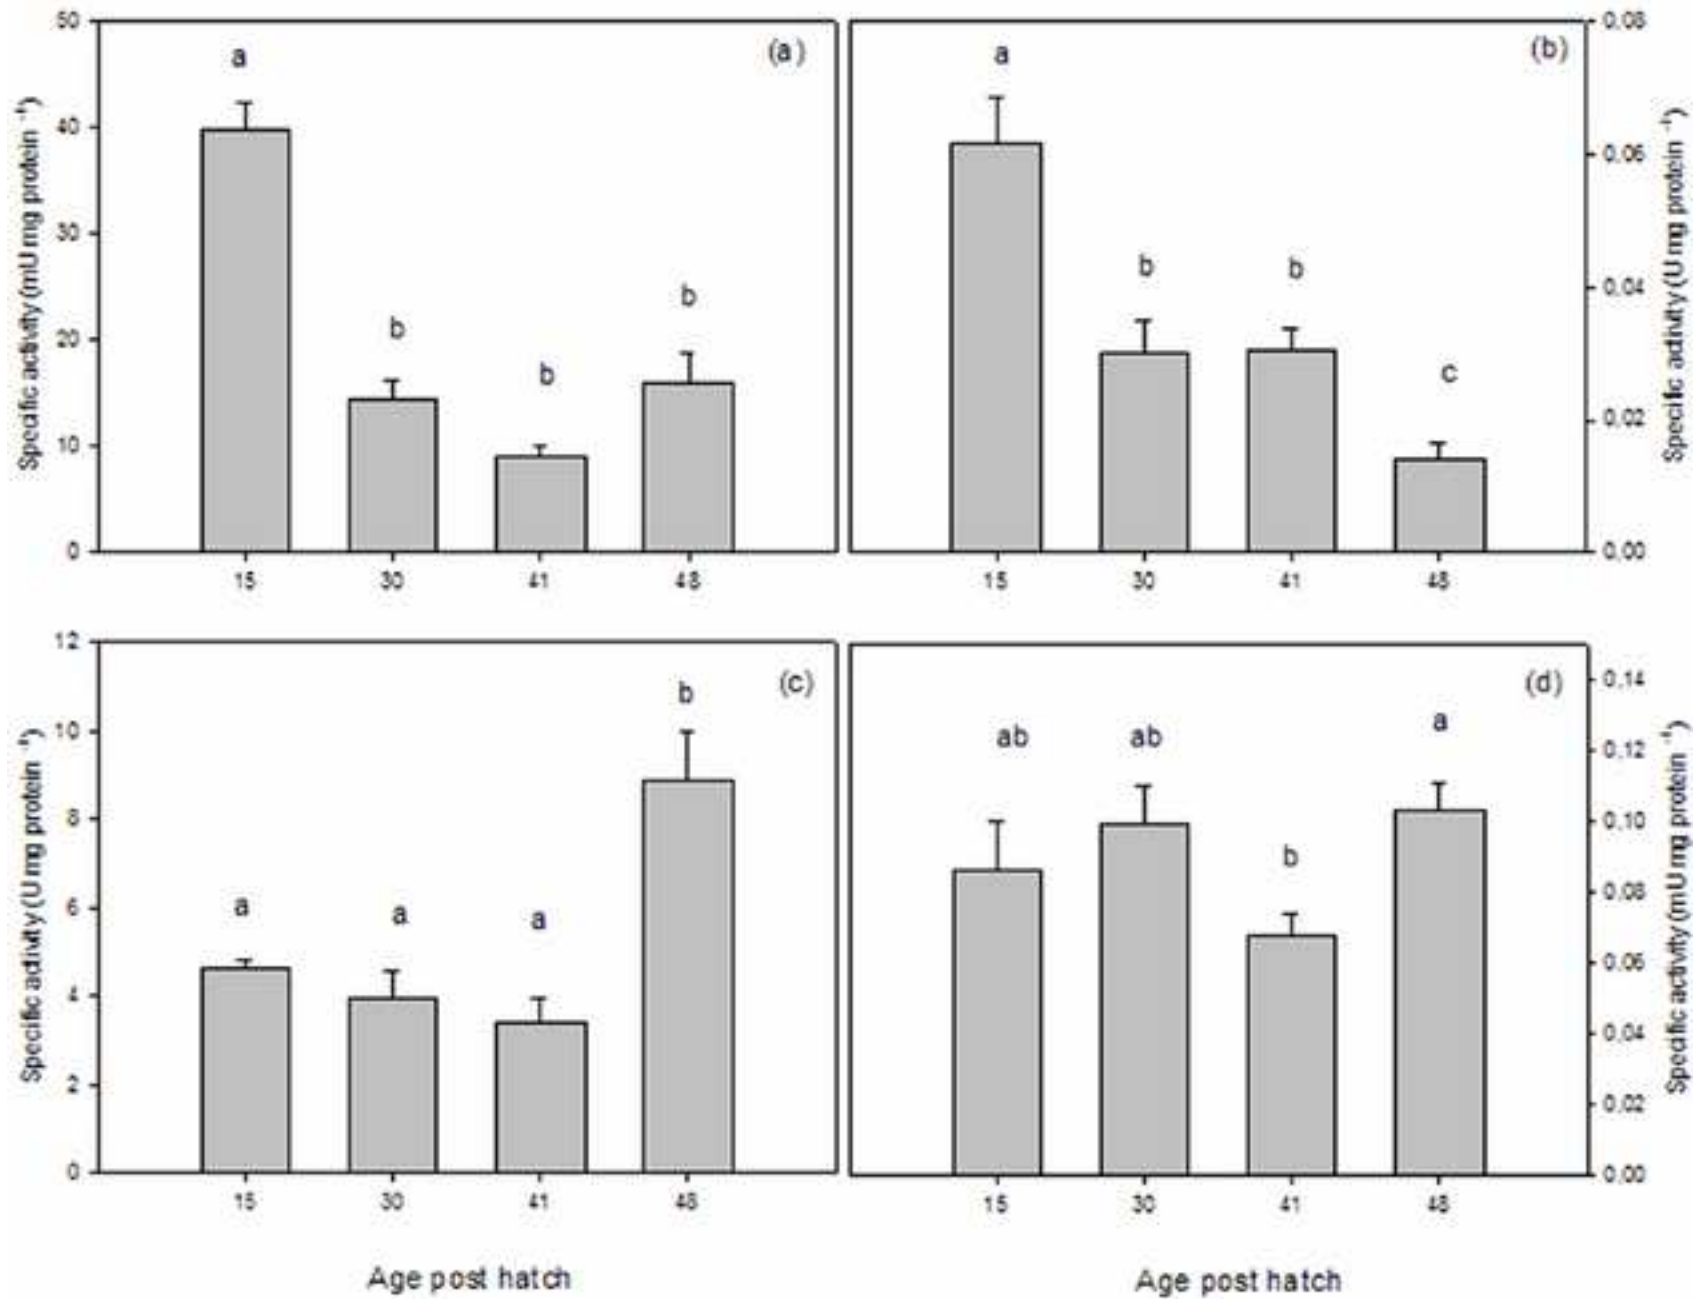 50
40
30
20
10
0
Specific activity (mU mg protein ⁻¹)
(a)
a
b
b
b
15 30 41 48
(b)
a
b
b
c
0.08
0.06
0.04
0.02
0.00
Specific activity (U mg protein ⁻¹)
15 30 41 48
12
10
8
6
4
2
0
Specific activity (U mg protein ⁻¹)
(c)
a
a
a
b
15 30 41 48
Age post hatch
(d)
ab
ab
b
a
0.14
0.12
0.10
0.08
0.06
0.04
0.02
0.00
Specific activity (mU mg protein ⁻¹)
15 30 41 48
Age post hatch